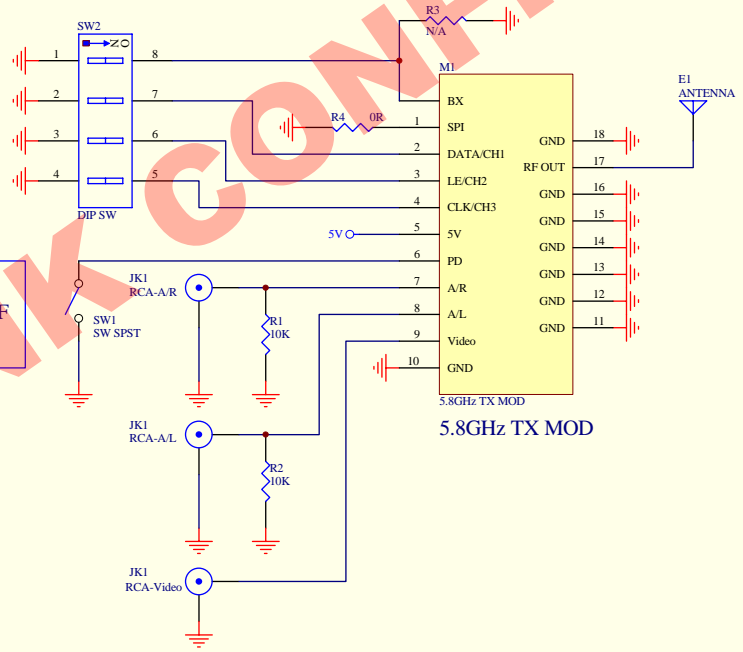 SW2
ON
1
2
3
4
8
7
6
5
DIP SW
R3
N/A
R4
0R
M1
BX
1
SPI
2
DATA/CH1
3
LE/CH2
4
CLK/CH3
5V
5
5V
6
PD
7
A/R
8
A/L
9
Video
10
GND
GND
18
RF OUT
17
GND
16
GND
15
GND
14
GND
13
GND
12
GND
11
E1
ANTENNA
F
SW1
SW SPST
JK1
RCA-A/R
R1
10K
JK1
RCA-A/L
R2
10K
JK1
RCA-Video
5.8GHz TX MOD
5.8GHz TX MOD
K CONF